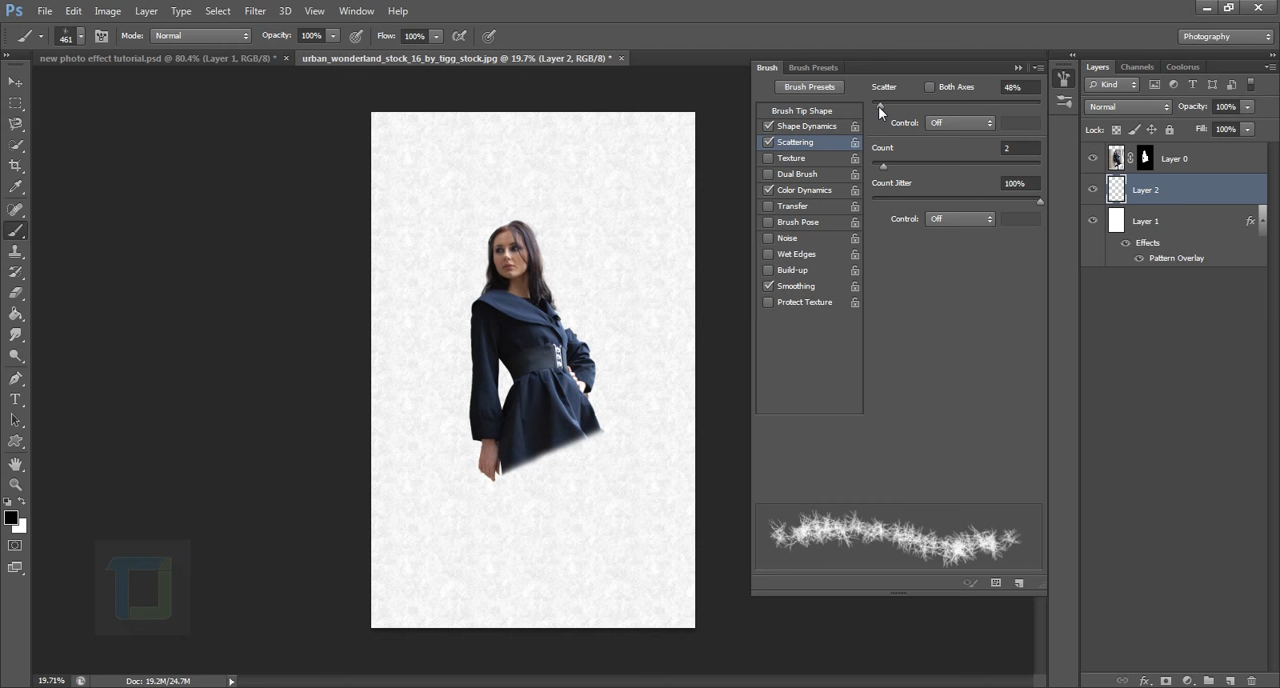 Ps File Edit Image Layer Type Select Filter 3D View Window Help
461 Mode: Normal Opacity: 100% Flow: 100% Photography
new photo effect tutorial.psd @ 80.4% (Layer 1, RGB/8) * × urban_wonderland_stock_16_by_tigg_stock.jpg @ 19.7% (Layer 2, RGB/8) * ×
Brush Brush Presets
Brush Presets
Brush Tip Shape
Shape Dynamics
Scattering
Texture
Dual Brush
Color Dynamics
Transfer
Brush Pose
Noise
Wet Edges
Build-up
Smoothing
Protect Texture
Scatter Both Axes 48%
Control: Off
Count 2
Count Jitter 100%
Control: Off
Layers Channels Coolorus
Kind
Normal Opacity: 100%
Lock: Fill: 100%
Layer 0
Layer 2
Layer 1 fx
Effects
Pattern Overlay
19.71% Doc: 19.2M/24.7M